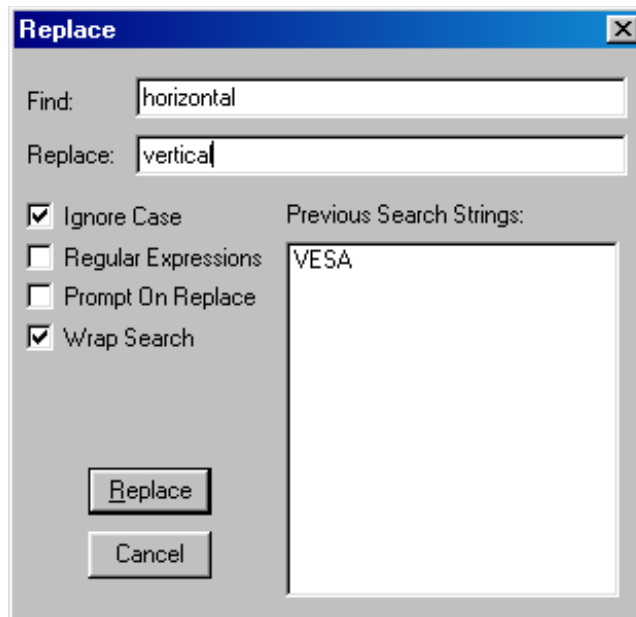 Replace
Find:
horizontal
Replace:
vertical
Ignore Case
Regular Expressions
Prompt On Replace
Wrap Search
Previous Search Strings:
VESA
Replace
Cancel